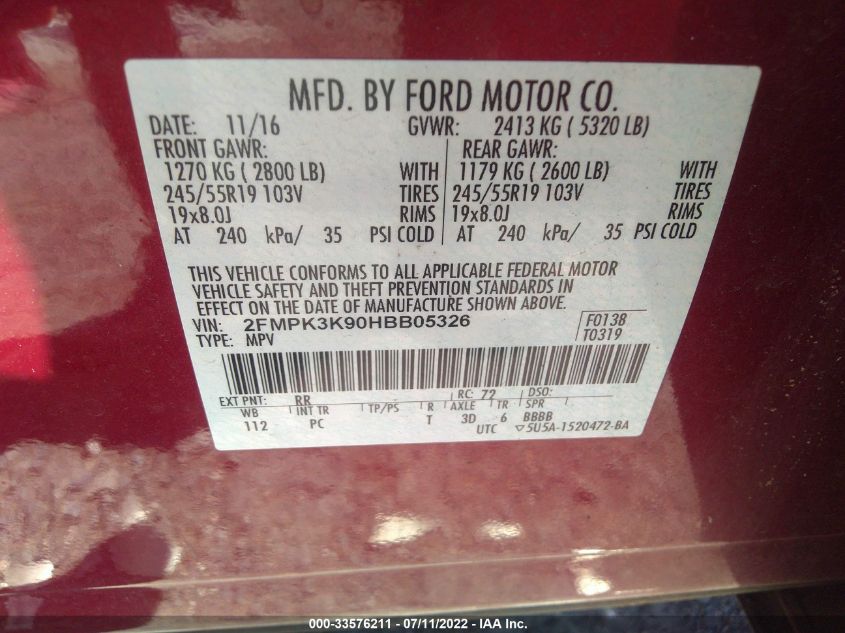 MFD. BY FORD MOTOR CO.
DATE: 11/16 GVWR: 2413 KG ( 5320 LB)
FRONT GAWR: REAR GAWR:
1270 KG ( 2800 LB) WITH 1179 KG ( 2600 LB) WITH
245/55R19 103V TIRES 245/55R19 103V TIRES
19x8.0J RIMS 19x8.0J RIMS
AT 240 kPa/ 35 PSI COLD AT 240 kPa/ 35 PSI COLD
THIS VEHICLE CONFORMS TO ALL APPLICABLE FEDERAL MOTOR
VEHICLE SAFETY AND THEFT PREVENTION STANDARDS IN
EFFECT ON THE DATE OF MANUFACTURE SHOWN ABOVE.
VIN: 2FMPK3K90HBB05326 F0138
TYPE: MPV T0319
EXT PNT: RR RC: 72 DSO:
WB INT TR TP/PS R AXLE TR SPR
112 PC T 3D 6 BBBB
UTC ▽5U5A-1520472-BA
000-33576211 - 07/11/2022 - IAA Inc.